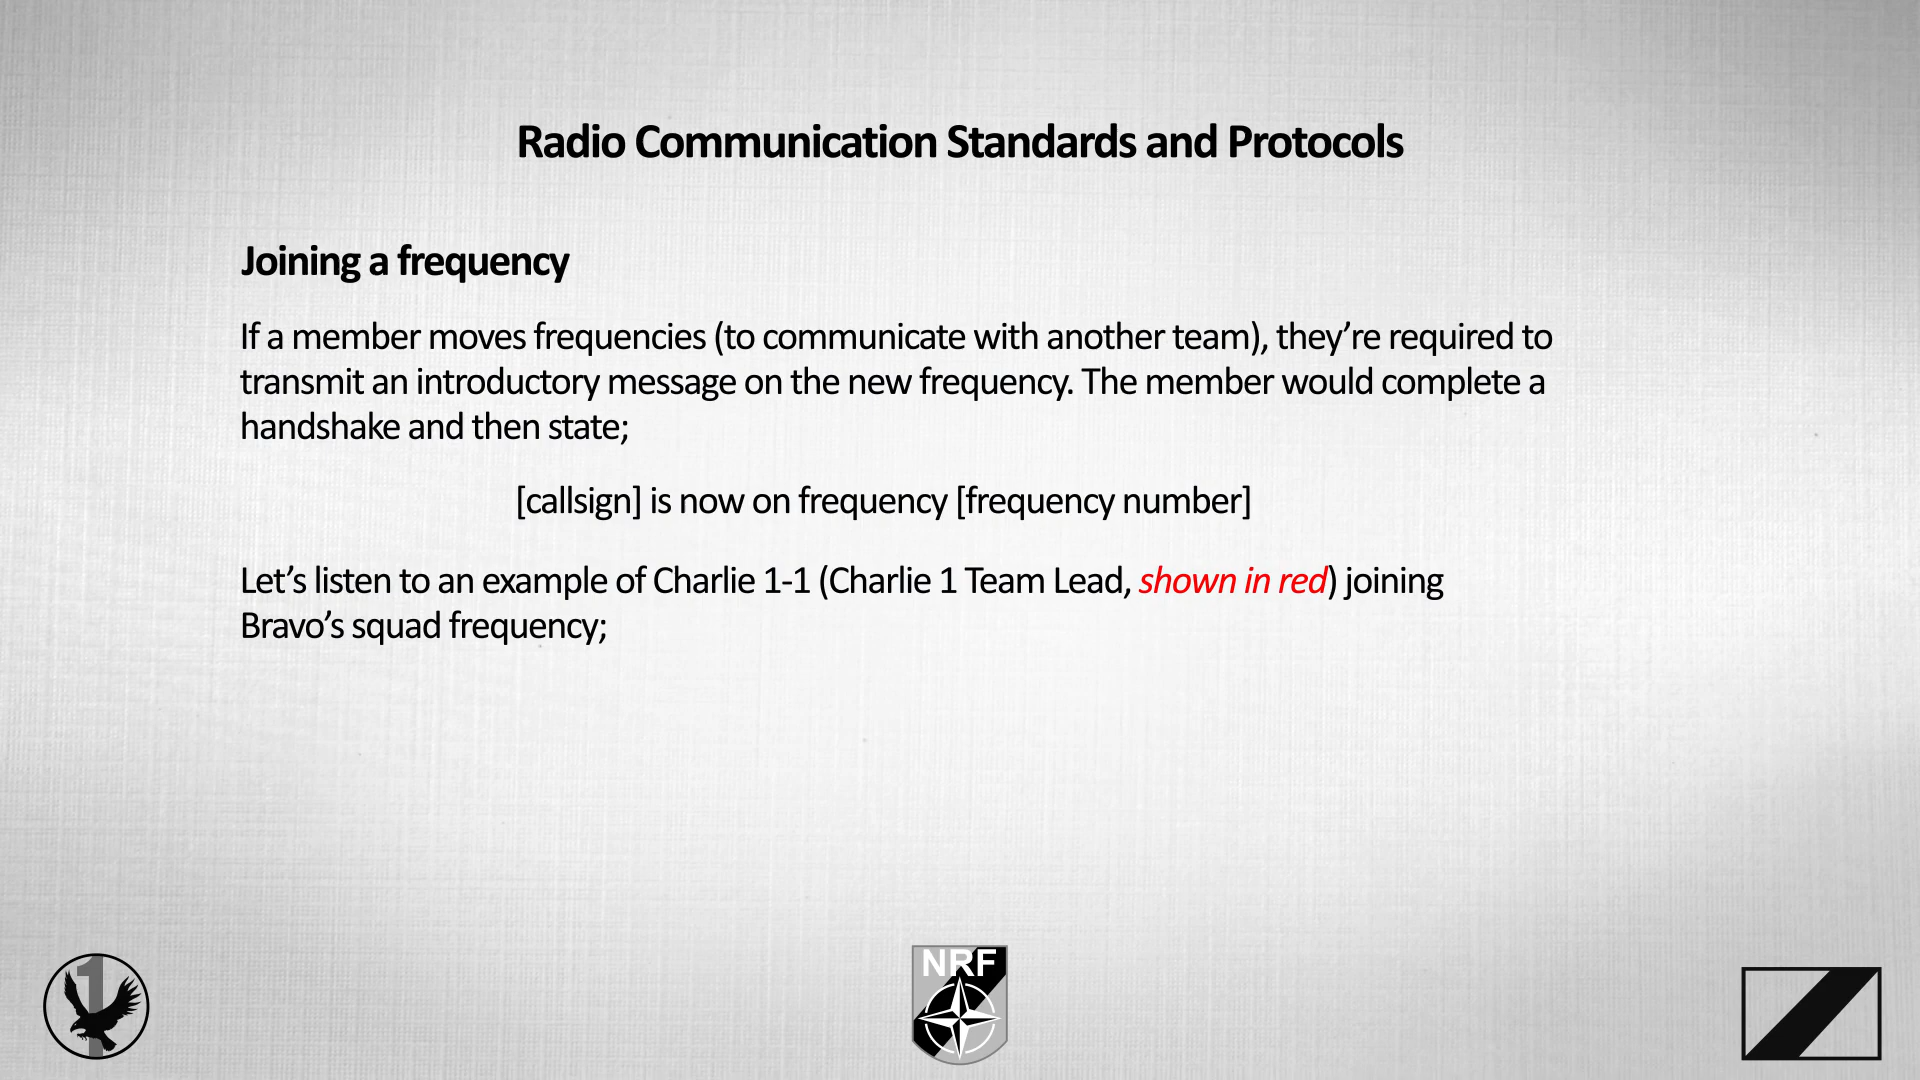 Radio Communication Standards and Protocols
Joining a frequency
If a member moves frequencies (to communicate with another team), they’re required to
transmit an introductory message on the new frequency. The member would complete a
handshake and then state;
[callsign] is now on frequency [frequency number]
Let’s listen to an example of Charlie 1-1 (Charlie 1 Team Lead, shown in red) joining
Bravo’s squad frequency;
1
NRF